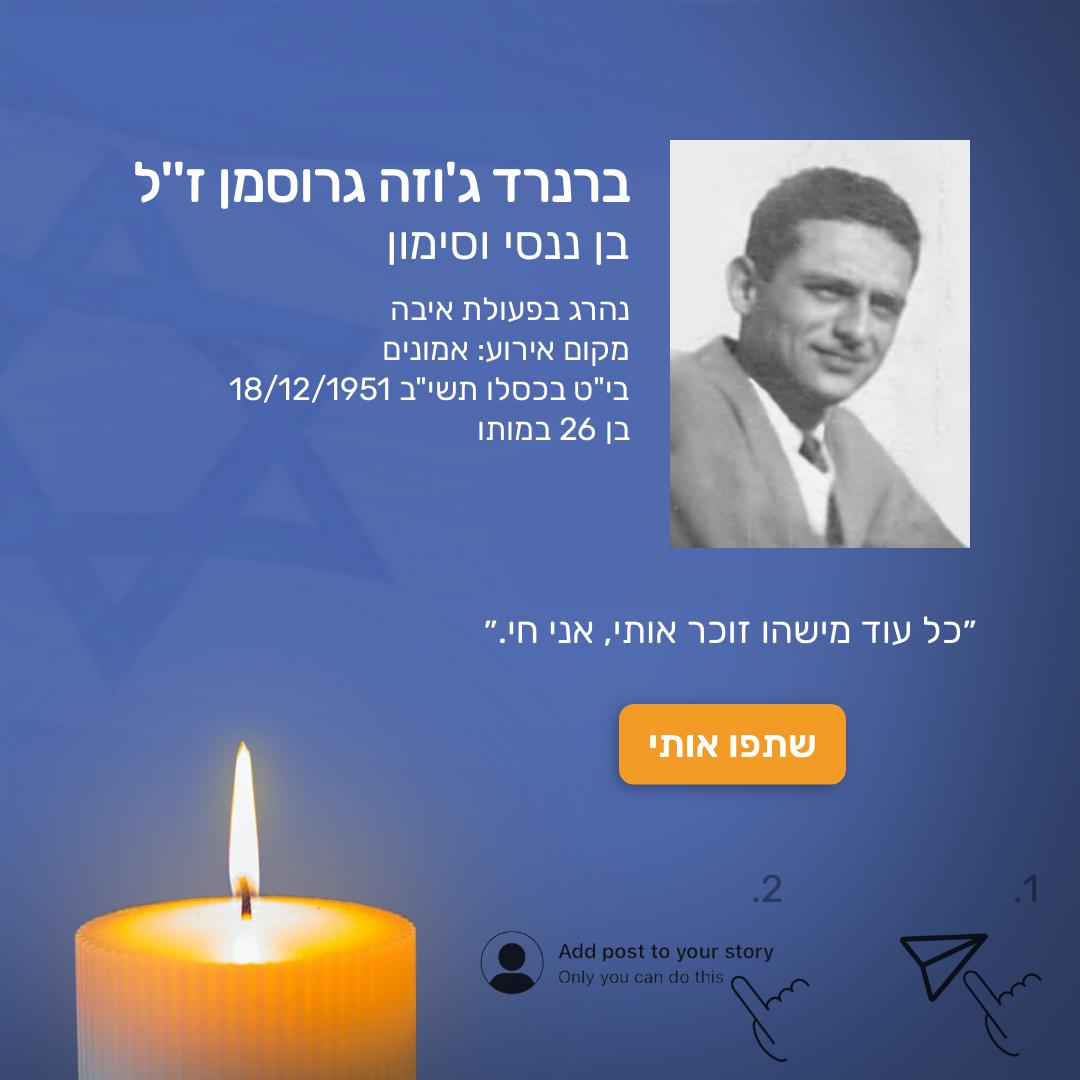 ברנרד ג'וזה גרוסמן ז"ל
בן ננסי וסימון
נהרג בפעולת איבה
מקום אירוע: אמונים
בי"ט בכסלו תשי"ב 18/12/1951
בן 26 במותו
״כל עוד מישהו זוכר אותי, אני חי.״
שתפו אותי
1.
2.
Add post to your story
Only you can do this